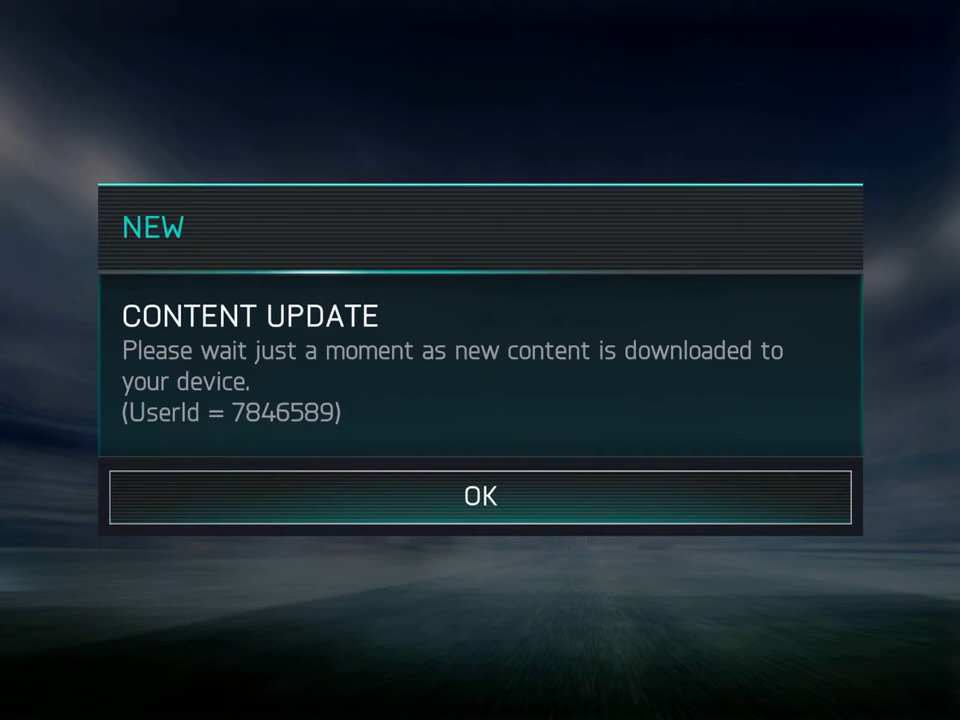 NEW
CONTENT UPDATE
Please wait just a moment as new content is downloaded to
your device.
(UserId = 7846589)
OK